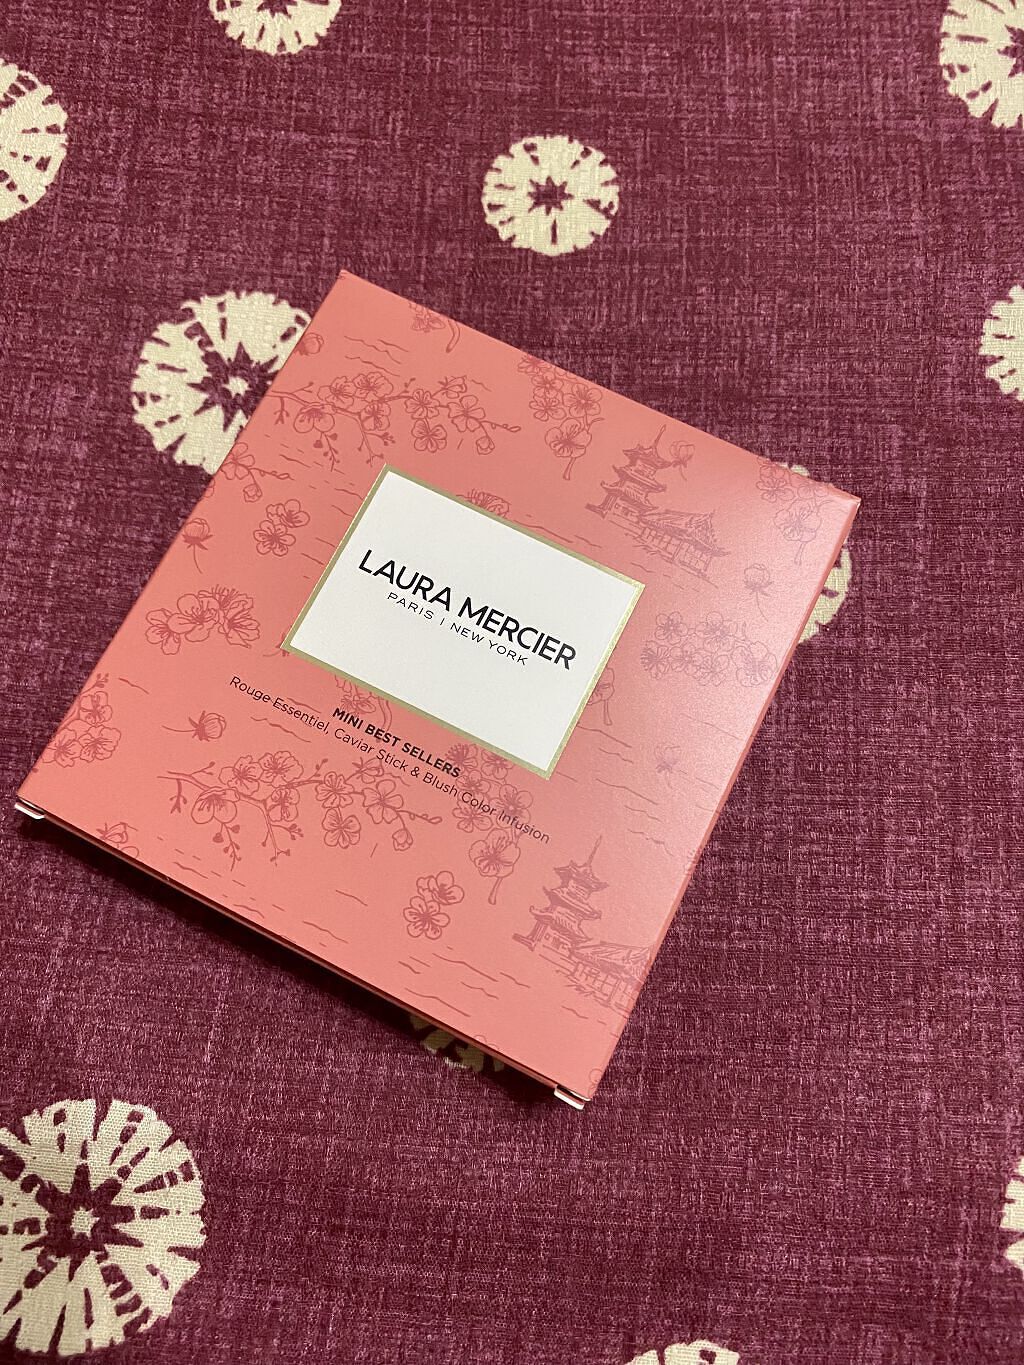 LAURA MERCIER
PARIS | NEW YORK
MINI BEST SELLERS
Rouge Essentiel, Caviar Stick & Blush Color Infusion